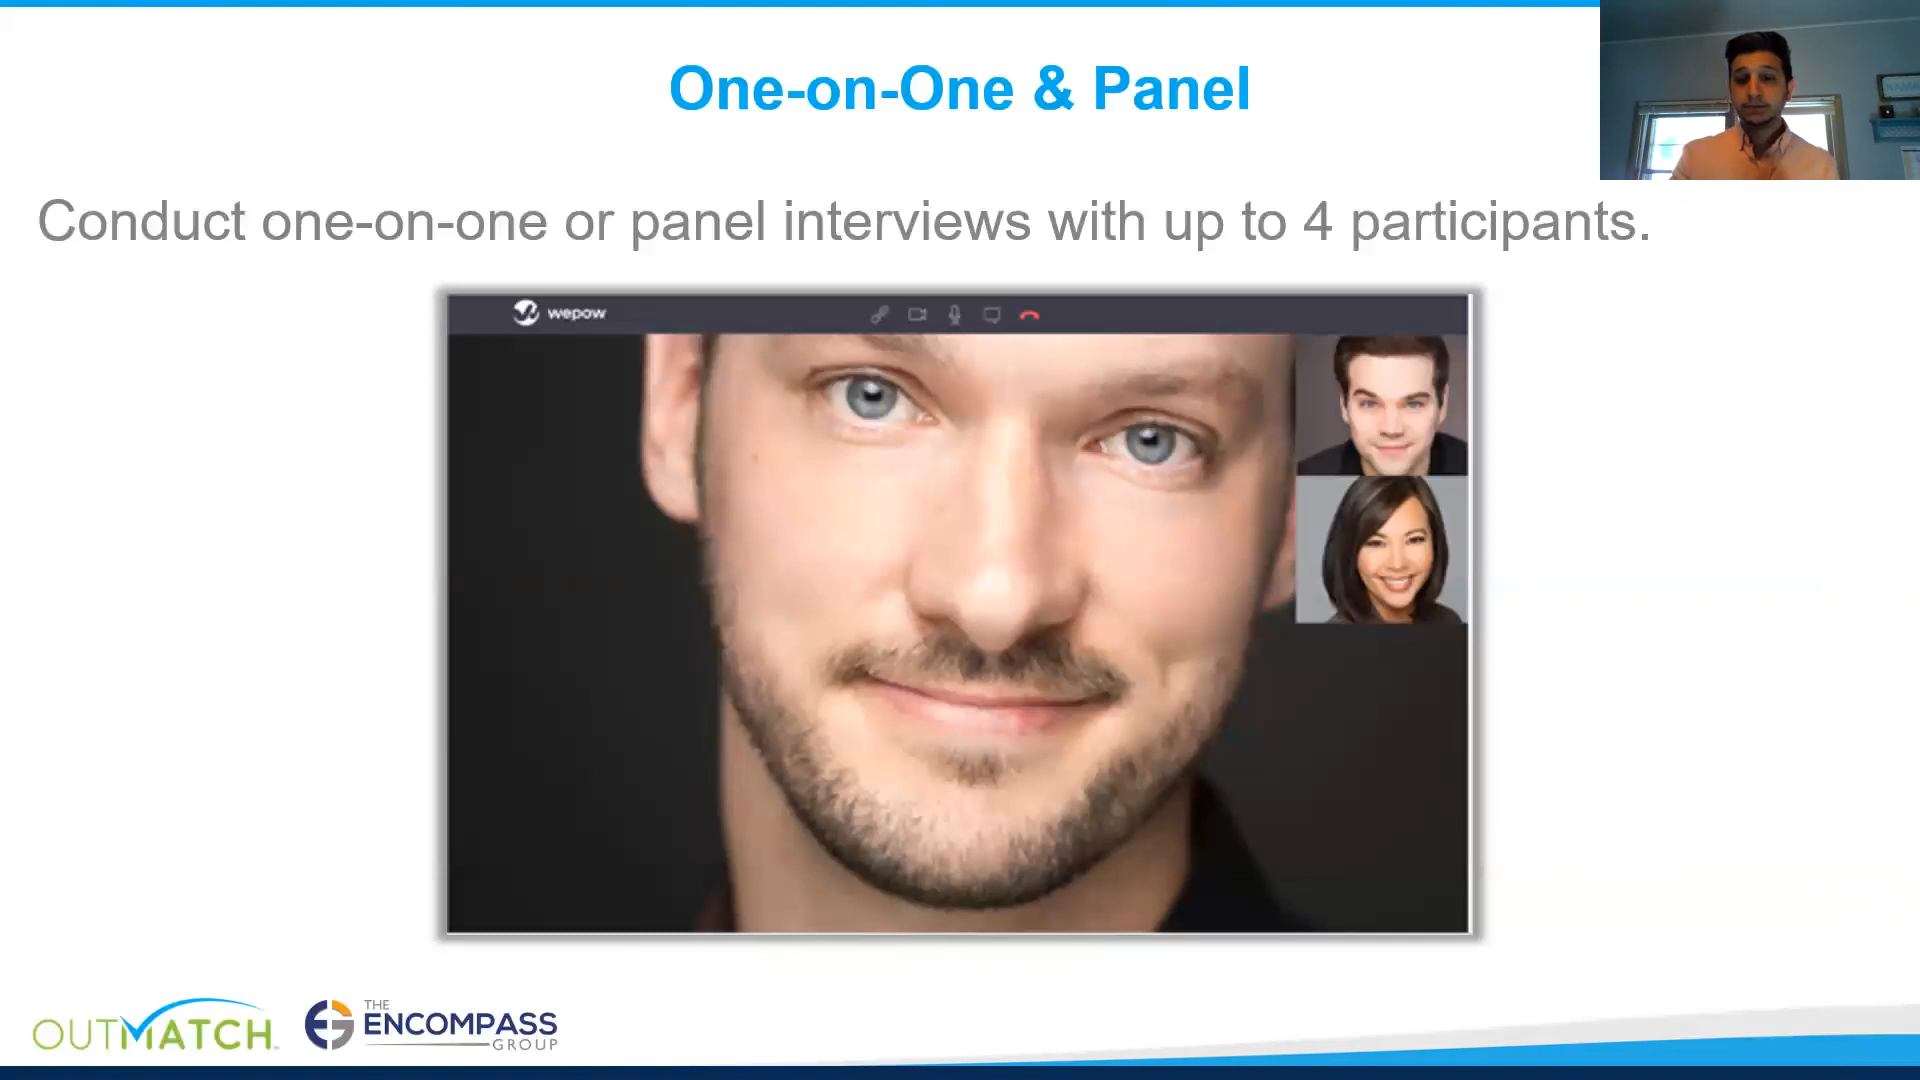 One-on-One & Panel
Conduct one-on-one or panel interviews with up to 4 participants.
wepow
OUTMATCH
THE
ENCOMPASS
GROUP